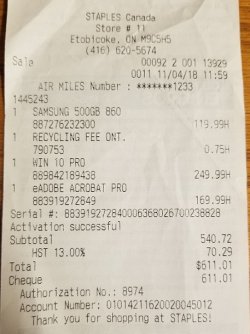 STAPLES Canada
Store # 11
Etobicoke, ON M9C5H5
(416) 620-5674
Sale 00092 2 001 13929
0011 11/04/18 11:59
AIR MILES Number : *******1233
1445243
1 SAMSUNG 500GB 860
887276232300 119.99H
1 RECYCLING FEE ONT.
790753 0.75H
1 WIN 10 PRO
889842189438 249.99H
1 eADOBE ACROBAT PRO
883919272849 169.99H
Serial #: 883919272840006368026700238828
Activation successful
Subtotal 540.72
HST 13.00% 70.29
Total $611.01
Cheque 611.01
Authorization No.: 8974
Account Number: 01014211620020045012
Thank you for shopping at STAPLES!